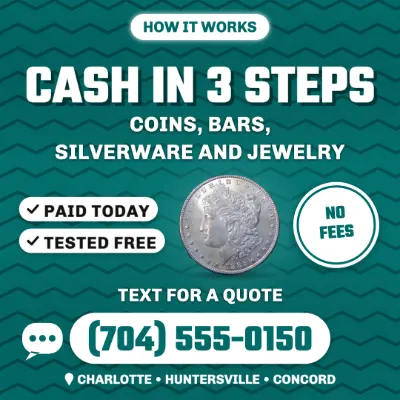 HOW IT WORKS
CASH IN 3 STEPS
COINS, BARS,
SILVERWARE AND JEWELRY
✓ PAID TODAY
✓ TESTED FREE
NO
FEES
TEXT FOR A QUOTE
(704) 555-0150
CHARLOTTE • HUNTERSVILLE • CONCORD